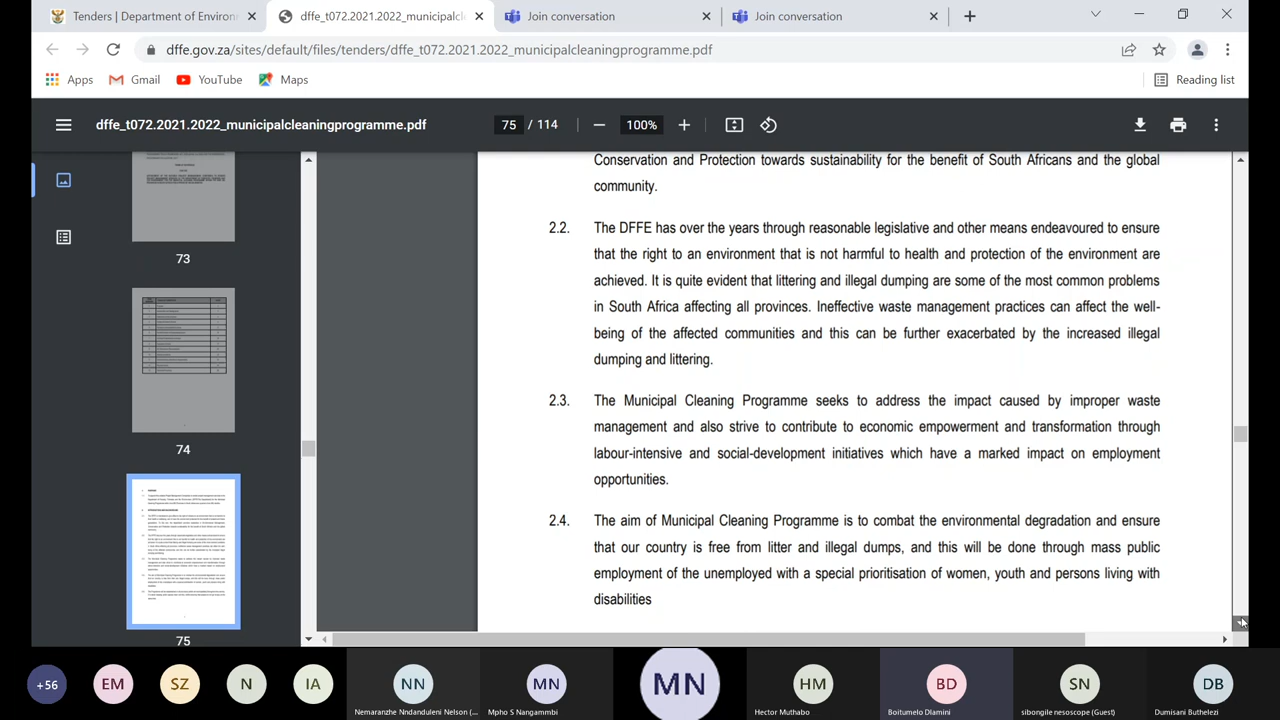 Tenders | Department of Environ
dffe_t072.2021.2022_municipalcl
Join conversation
Join conversation
dffe.gov.za/sites/default/files/tenders/dffe_t072.2021.2022_municipalcleaningprogramme.pdf
Apps
Gmail
YouTube
Maps
Reading list
dffe_t072.2021.2022_municipalcleaningprogramme.pdf
75 / 114
100%
73
74
75
Conservation and Protection towards sustainability for the benefit of South Africans and the global
community.
2.2. The DFFE has over the years through reasonable legislative and other means endeavoured to ensure
that the right to an environment that is not harmful to health and protection of the environment are
achieved. It is quite evident that littering and illegal dumping are some of the most common problems
in South Africa affecting all provinces. Ineffective waste management practices can affect the well-
being of the affected communities and this can be further exacerbated by the increased illegal
dumping and littering.
2.3. The Municipal Cleaning Programme seeks to address the impact caused by improper waste
management and also strive to contribute to economic empowerment and transformation through
labour-intensive and social-development initiatives which have a marked impact on employment
opportunities.
2.4. The aim of Municipal Cleaning Programme is to combat the environmental degradation and ensure
that our country is free from litter and illegal dumps, and this will be done through mass public
employment of the unemployed with a special prioritisation of women, youth and persons living with
disabilities
+56
EM
SZ
N
IA
NN
MN
MN
HM
BD
SN
DB
Nemaranzhe Nndanduleni Nelson (...
Mpho S Nangammbi
Hector Muthabo
Boitumelo Dlamini
sibongile nesoscope (Guest)
Dumisani Buthelezi